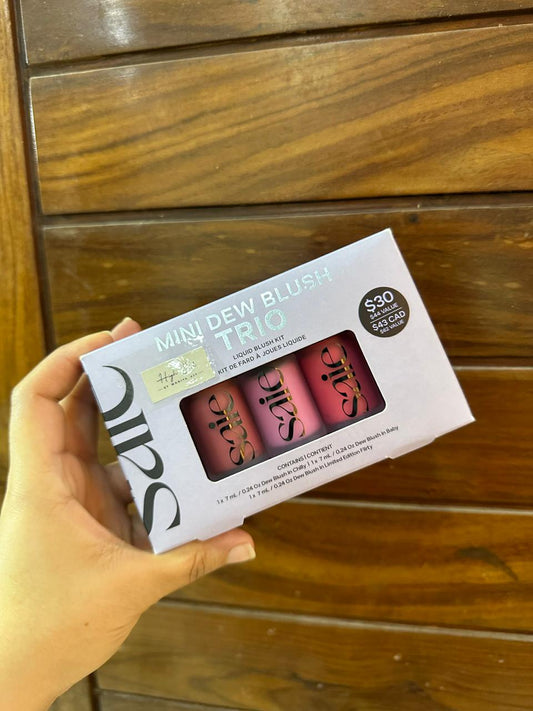 MINI DEW BLUSH
TRIO
LIQUID BLUSH KIT
KIT DE FARD À JOUES LIQUIDE
$30
$44 VALUE
$43 CAD
$62 VALUE
saie
saie
saie
saie
CONTAINS | CONTIENT
1 x 7 mL / 0.24 Oz Dew Blush in Chilly | 1 x 7 mL / 0.24 Oz Dew Blush in Baby
1 x 7 mL / 0.24 Oz Dew Blush in Limited Edition Flirty